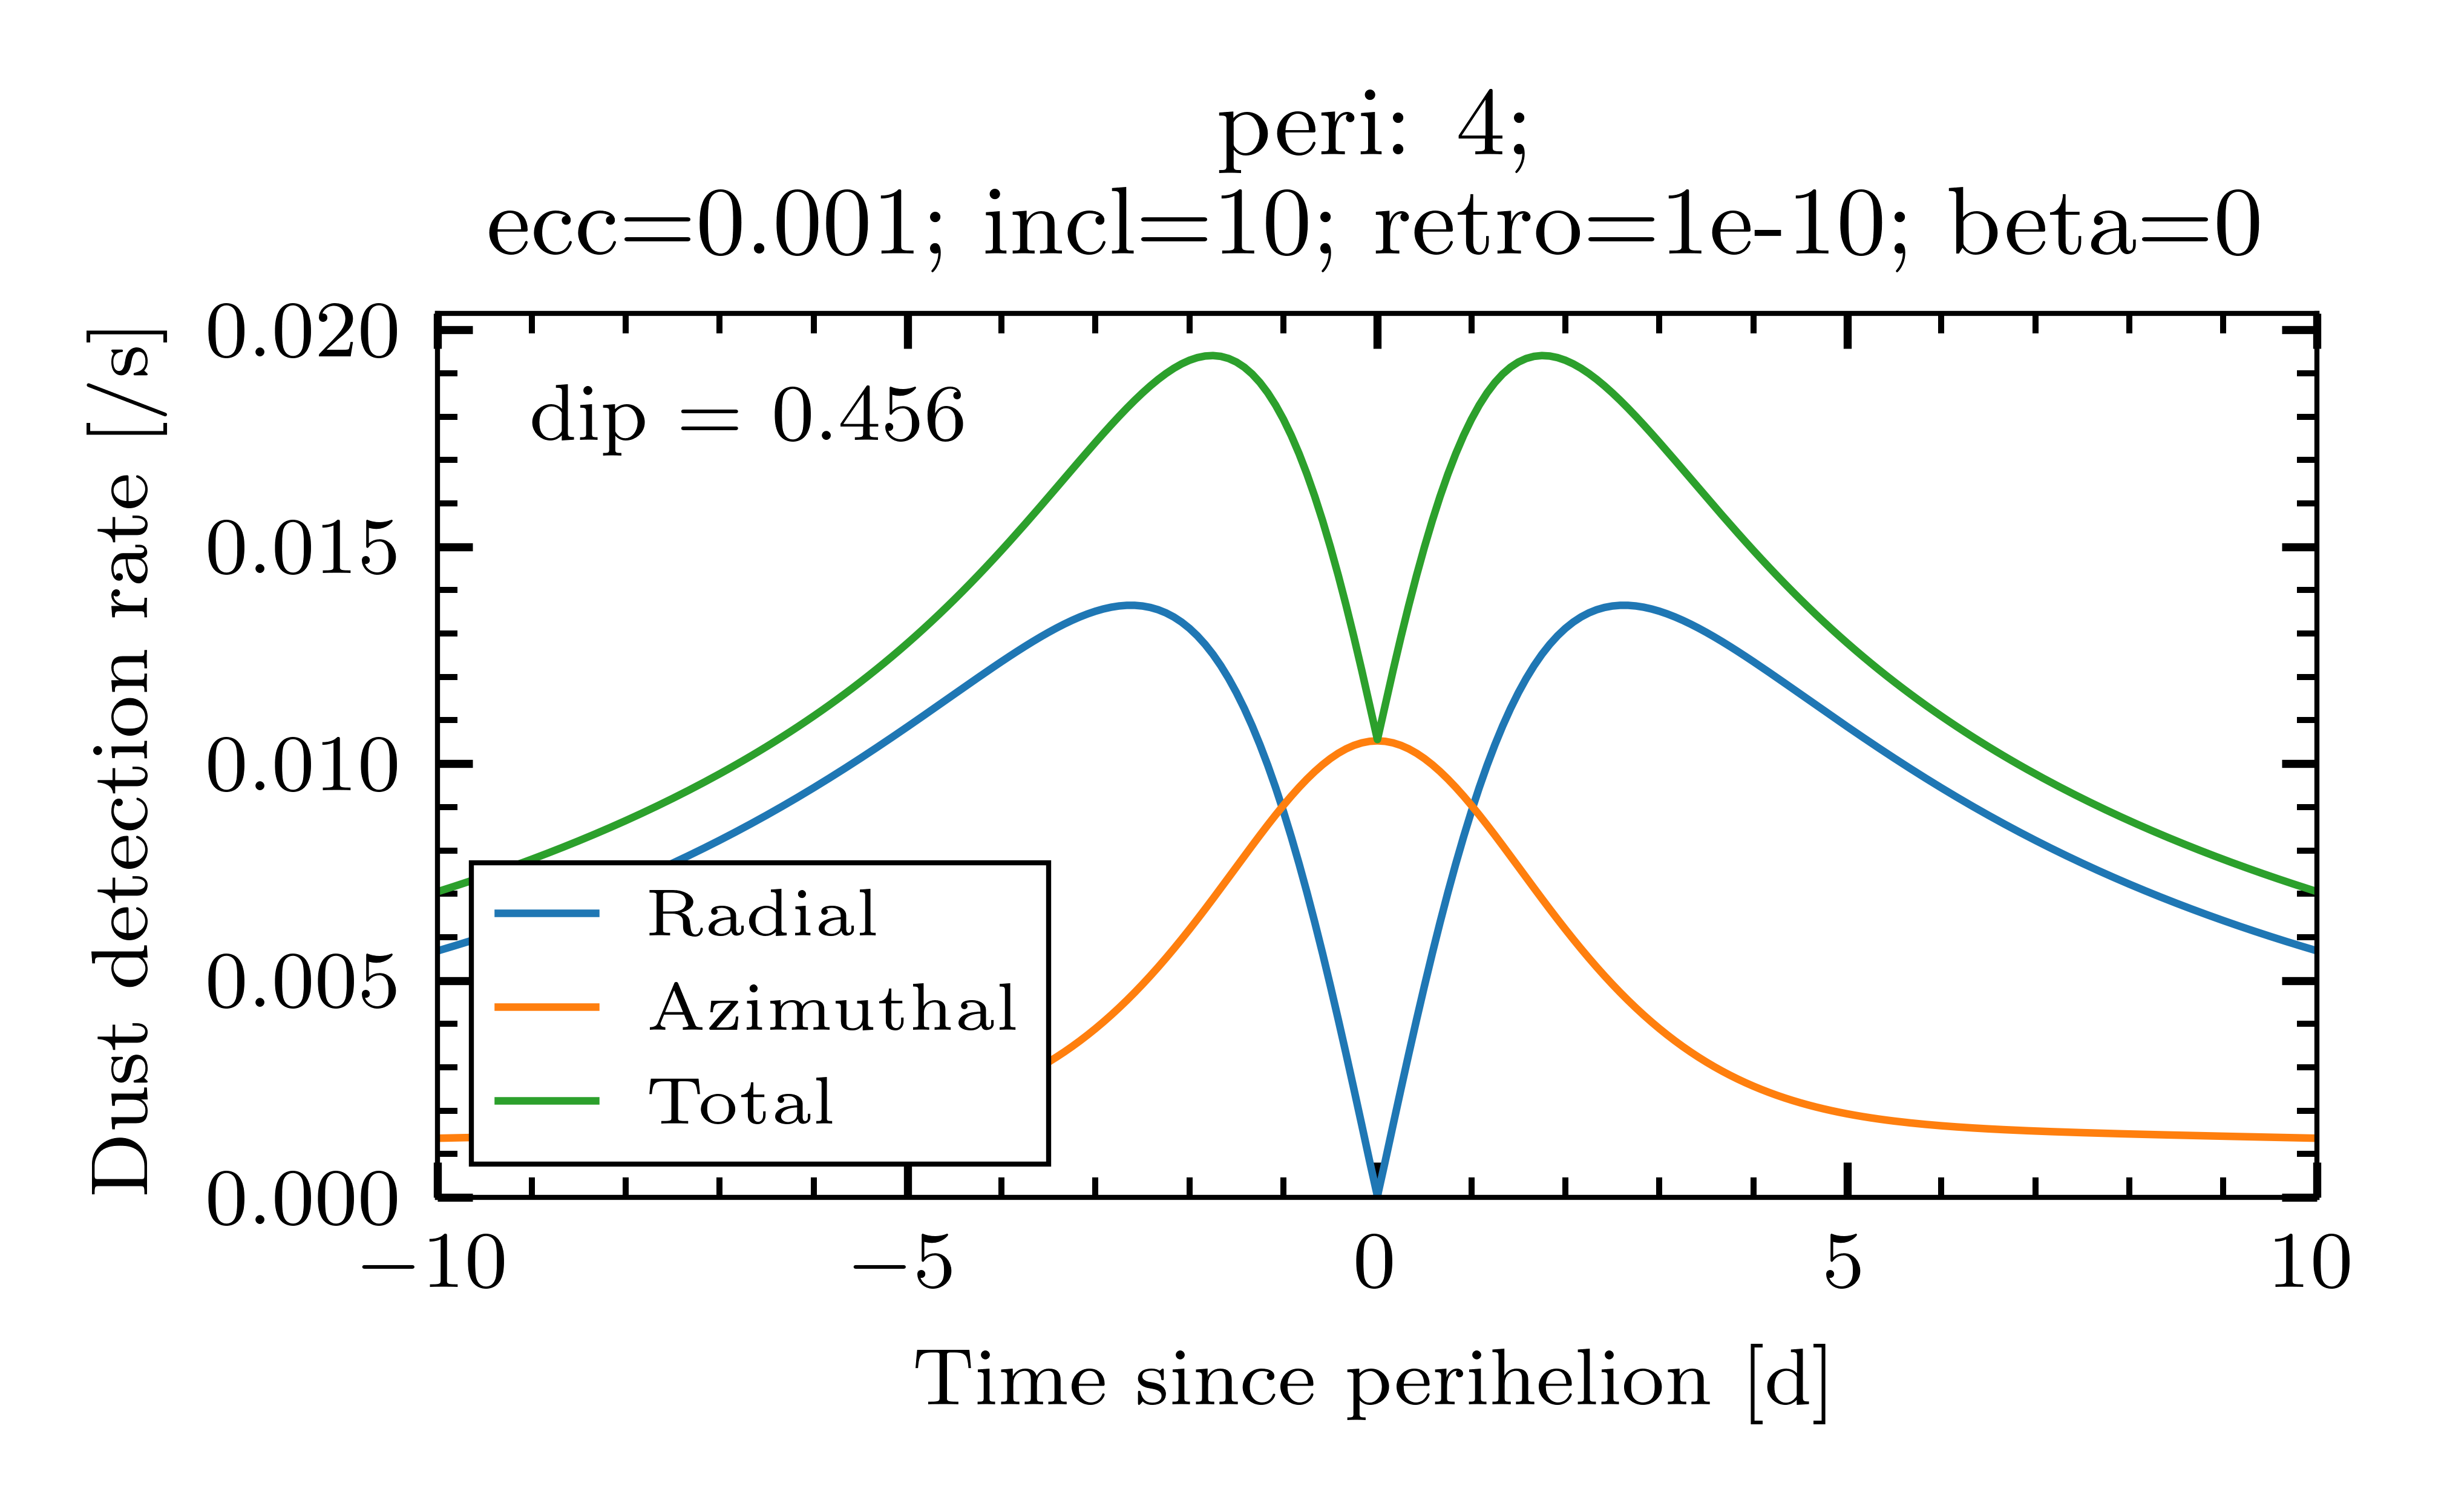 peri: 4;
ecc=0.001; incl=10; retro=1e-10; beta=0
Dust detection rate [/s]
0.020
0.015
0.010
0.005
0.000
dip = 0.456
Radial
Azimuthal
Total
−10
−5
0
5
10
Time since perihelion [d]